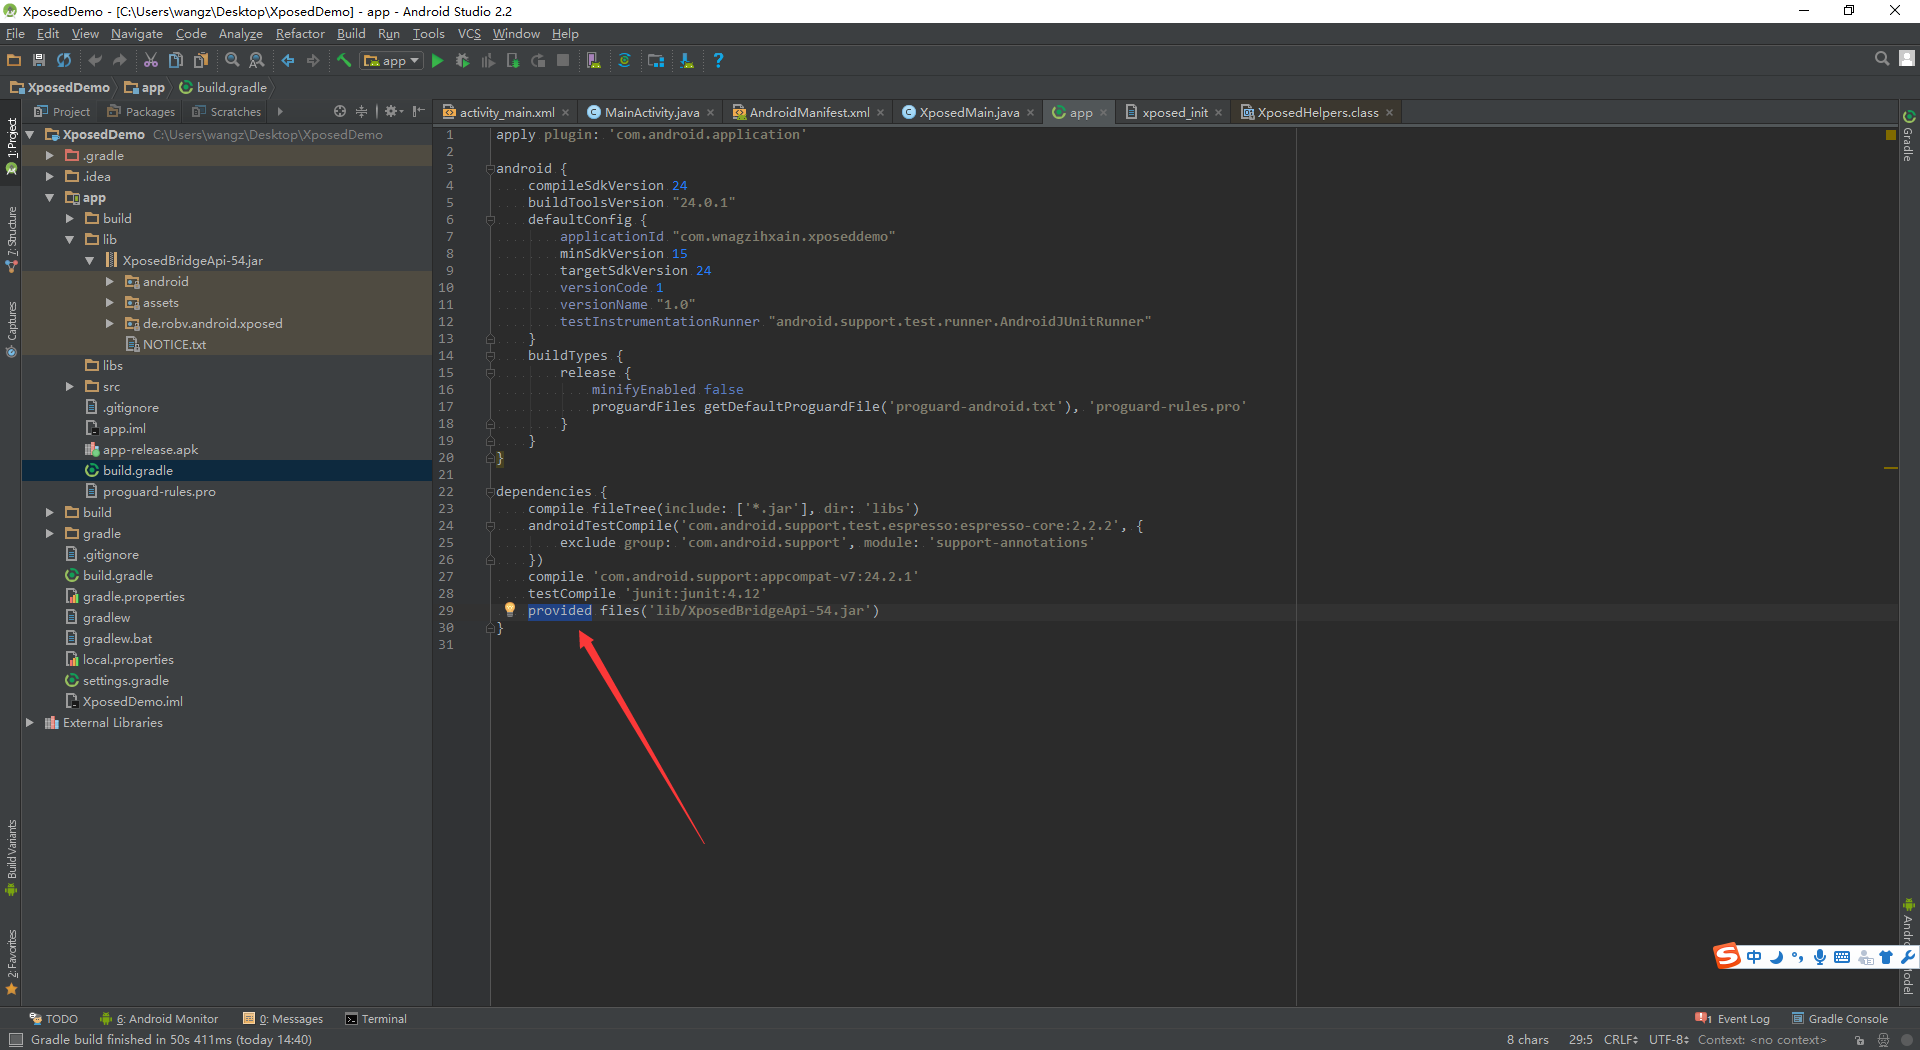 XposedDemo - [C:\Users\wangz\Desktop\XposedDemo] - app - Android Studio 2.2
File Edit View Navigate Code Analyze Refactor Build Run Tools VCS Window Help
app
XposedDemo app build.gradle
Project Packages Scratches
activity_main.xml MainActivity.java AndroidManifest.xml XposedMain.java app xposed_init XposedHelpers.class
1: Project
7: Structure
Captures
Build Variants
2: Favorites
XposedDemo C:\Users\wangz\Desktop\XposedDemo
.gradle
.idea
app
build
lib
XposedBridgeApi-54.jar
android
assets
de.robv.android.xposed
NOTICE.txt
libs
src
.gitignore
app.iml
app-release.apk
build.gradle
proguard-rules.pro
build
gradle
.gitignore
build.gradle
gradle.properties
gradlew
gradlew.bat
local.properties
settings.gradle
XposedDemo.iml
External Libraries
1 apply plugin: 'com.android.application'
2
3 android {
4 compileSdkVersion 24
5 buildToolsVersion "24.0.1"
6 defaultConfig {
7 applicationId "com.wnagzihxain.xposeddemo"
8 minSdkVersion 15
9 targetSdkVersion 24
10 versionCode 1
11 versionName "1.0"
12 testInstrumentationRunner "android.support.test.runner.AndroidJUnitRunner"
13 }
14 buildTypes {
15 release {
16 minifyEnabled false
17 proguardFiles getDefaultProguardFile('proguard-android.txt'), 'proguard-rules.pro'
18 }
19 }
20 }
21
22 dependencies {
23 compile fileTree(include: ['*.jar'], dir: 'libs')
24 androidTestCompile('com.android.support.test.espresso:espresso-core:2.2.2', {
25 exclude group: 'com.android.support', module: 'support-annotations'
26 })
27 compile 'com.android.support:appcompat-v7:24.2.1'
28 testCompile 'junit:junit:4.12'
29 provided files('lib/XposedBridgeApi-54.jar')
30 }
31
Gradle
中
TODO 6: Android Monitor 0: Messages Terminal 1 Event Log Gradle Console
Gradle build finished in 50s 411ms (today 14:40) 8 chars 29:5 CRLF UTF-8 Context: <no context>